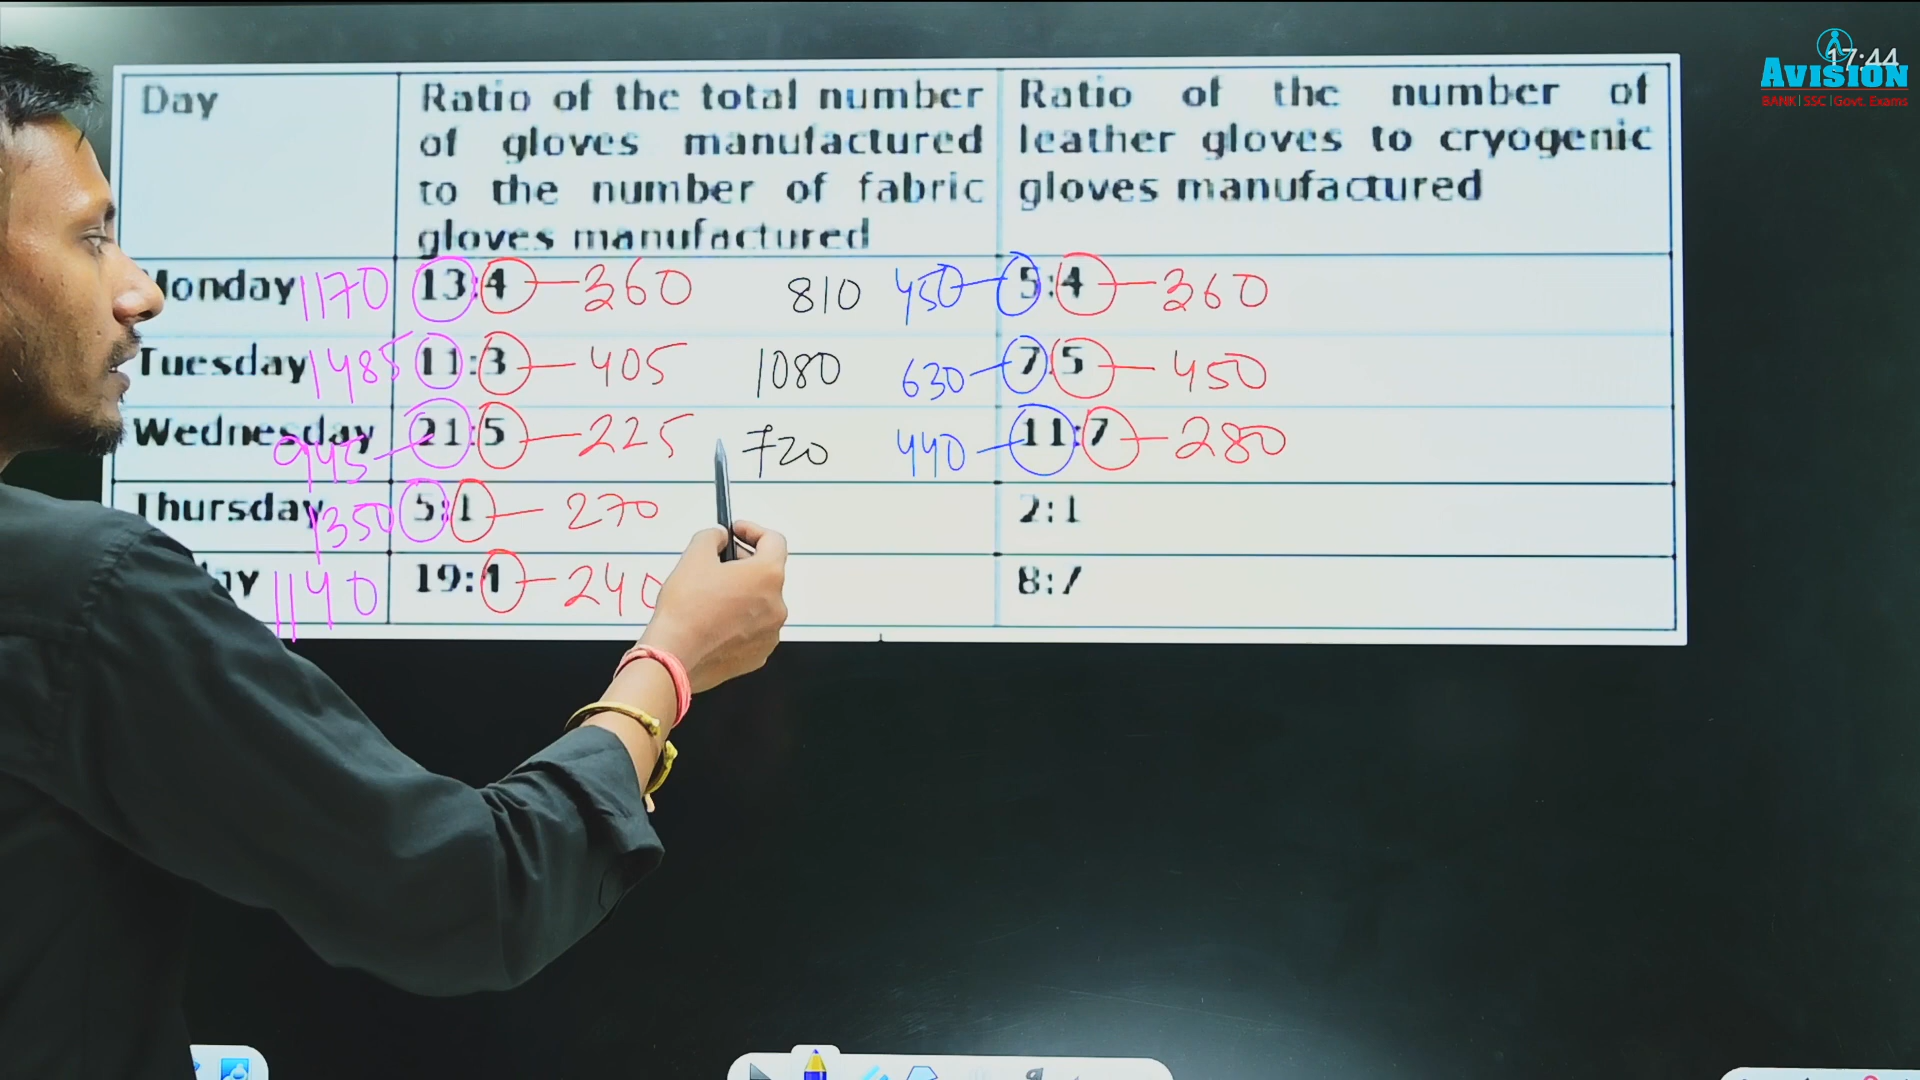 17:44
AVISION
BANK | SSC | Govt. Exams
Day
Ratio of the total number
of gloves manufactured
to the number of fabric
gloves manufactured
Ratio of the number of
leather gloves to cryogenic
gloves manufactured
Monday 1170 13:4 360 810 450 5:4 360
Tuesday 1485 11:3 405 1080 630 7:5 450
Wednesday 945 21:5 225 720 440 11:7 280
Thursday 1350 5:1 270 2:1
1140 19:4 240 8:7